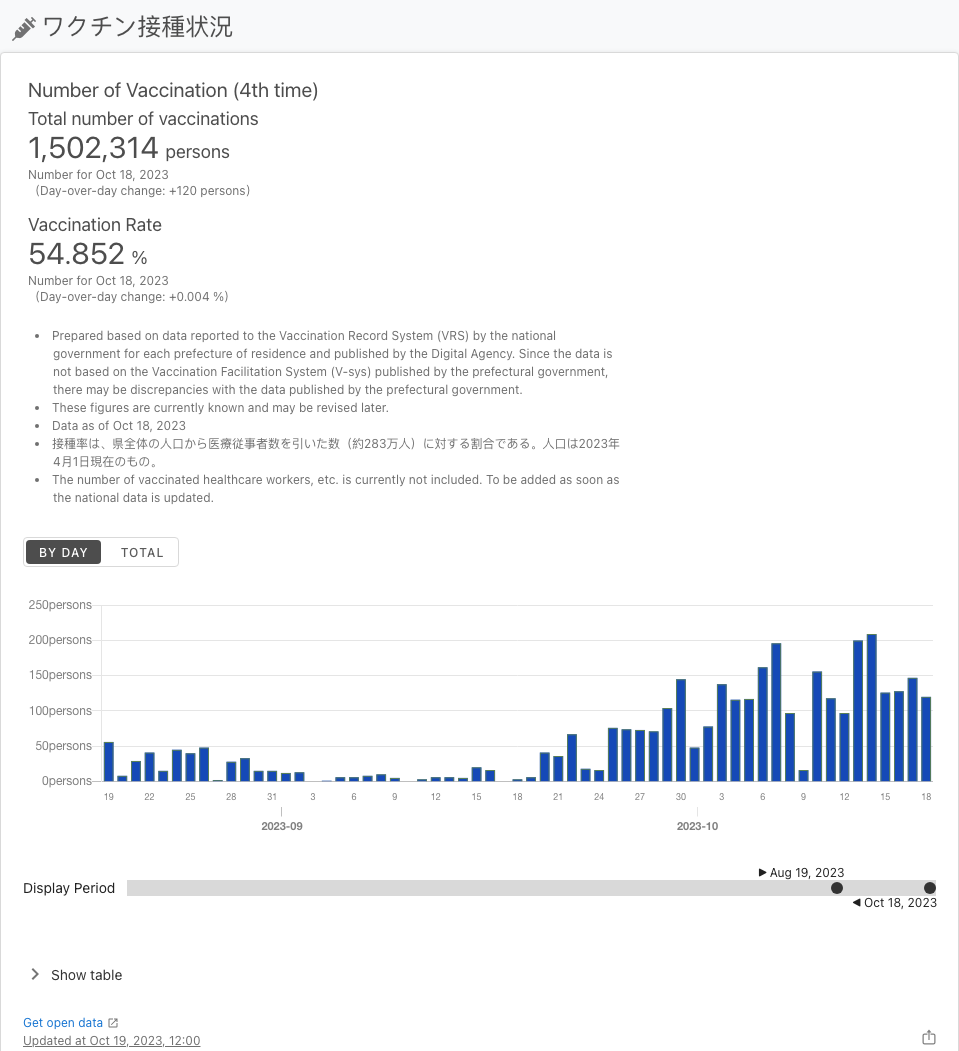 ワクチン接種状況
Number of Vaccination (4th time)
Total number of vaccinations
1,502,314 persons
Number for Oct 18, 2023
(Day-over-day change: +120 persons)
Vaccination Rate
54.852 %
Number for Oct 18, 2023
(Day-over-day change: +0.004 %)
• Prepared based on data reported to the Vaccination Record System (VRS) by the national
government for each prefecture of residence and published by the Digital Agency. Since the data is
not based on the Vaccination Facilitation System (V-sys) published by the prefectural government,
there may be discrepancies with the data published by the prefectural government.
• These figures are currently known and may be revised later.
• Data as of Oct 18, 2023
• 接種率は、県全体の人口から医療従事者数を引いた数（約283万人）に対する割合である。人口は2023年
4月1日現在のもの。
• The number of vaccinated healthcare workers, etc. is currently not included. To be added as soon as
the national data is updated.
BY DAY TOTAL
250persons
200persons
150persons
100persons
50persons
0persons
19 22 25 28 31 3 6 9 12 15 18 21 24 27 30 3 6 9 12 15 18
2023-09 2023-10
▶ Aug 19, 2023
Display Period
◀ Oct 18, 2023
Show table
Get open data
Updated at Oct 19, 2023, 12:00